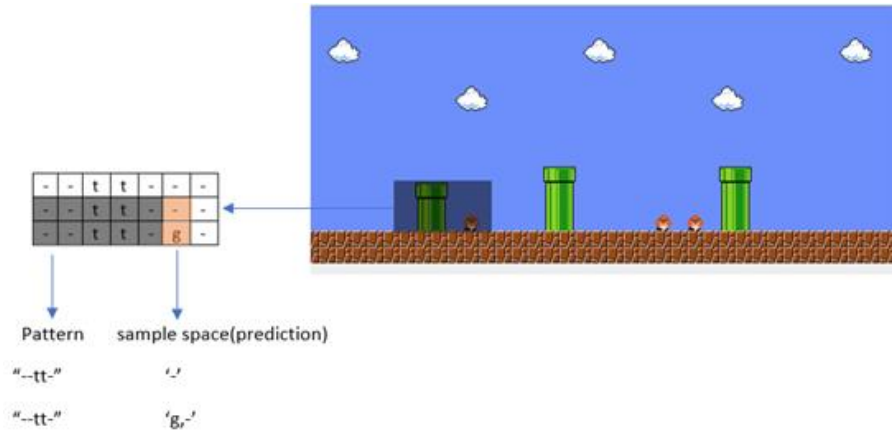 - - t t - - -
- - t t - - -
- - t t - g -
Pattern sample space(prediction)
“--tt-” ‘-’
“--tt-” ‘g,-’